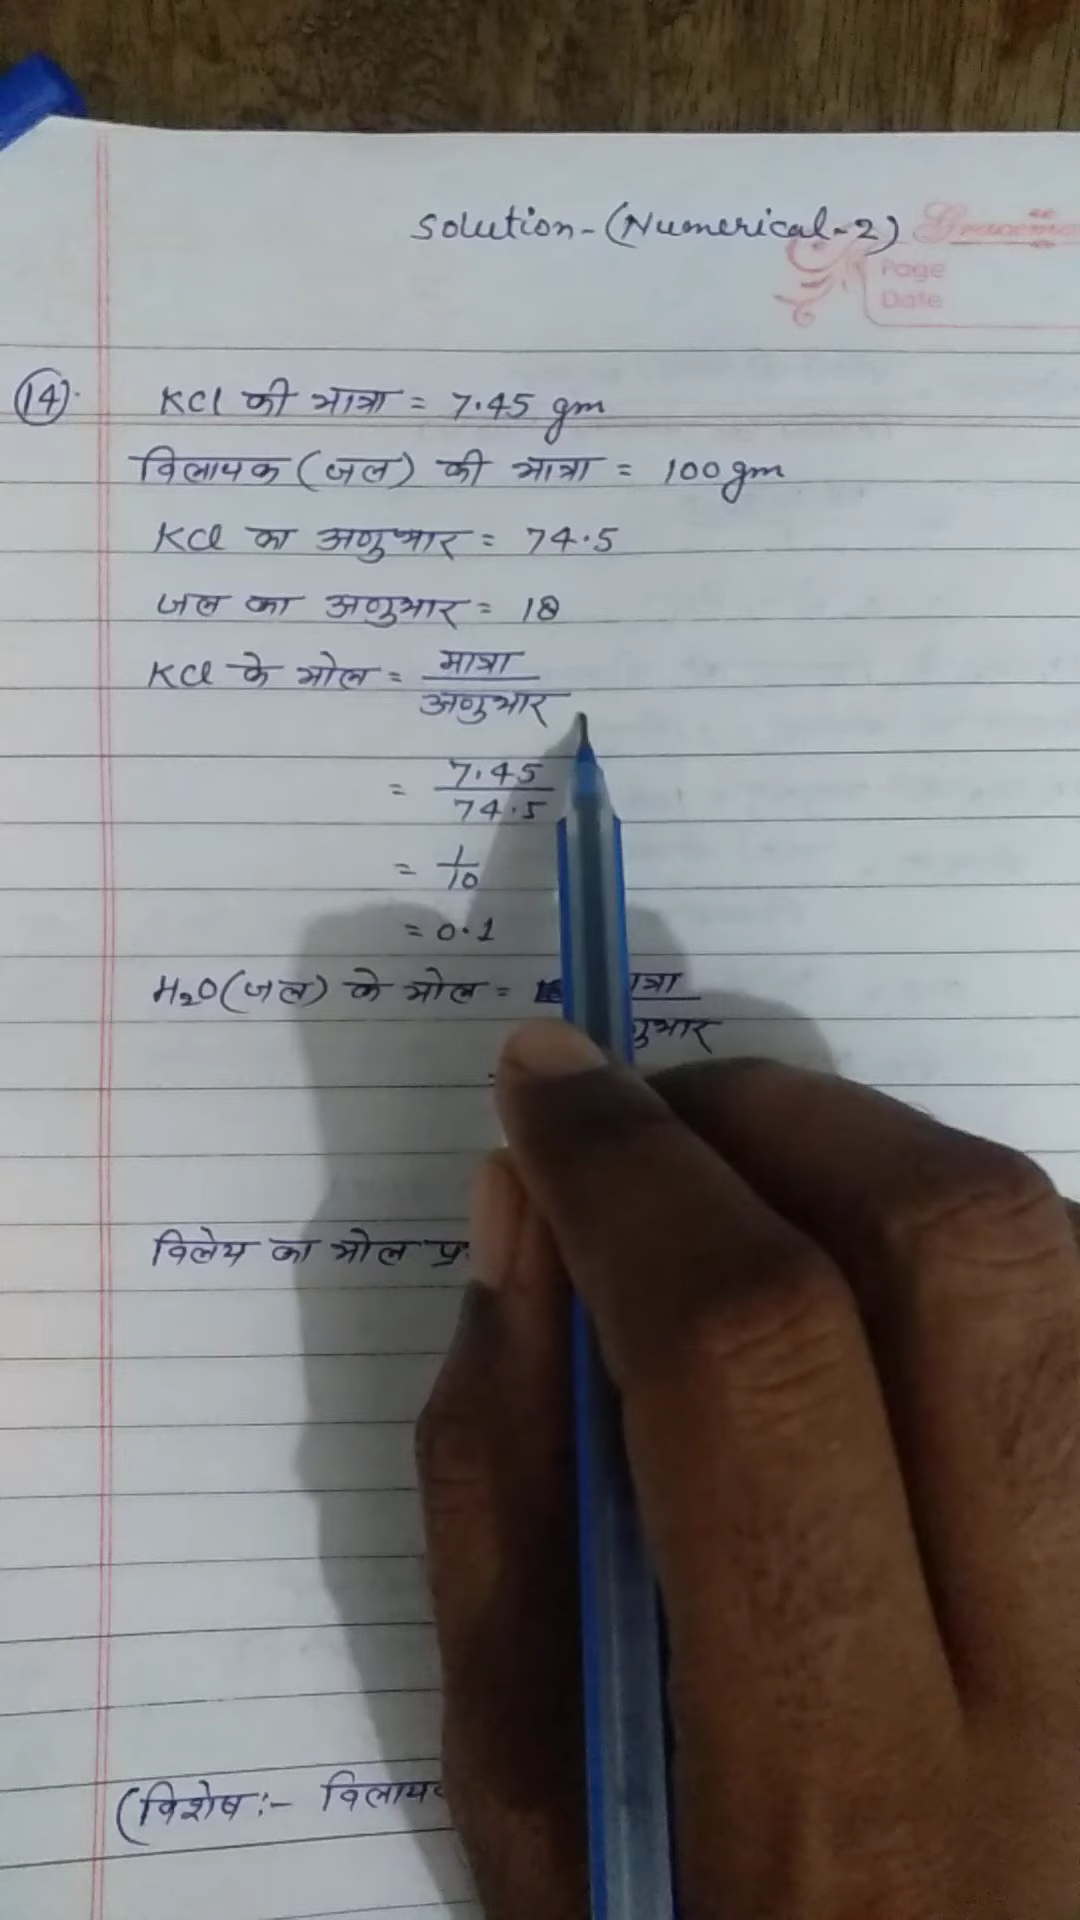 Solution-(Numerical-2)
Page
Date
(14). KCl की मात्रा = 7.45 gm
विलायक (जल) की मात्रा = 100 gm
KCl का अणुभार = 74.5
जल का अणुभार = 18
KCl के मोल = मात्रा
अणुभार
= 7.45
74.5
= 1
10
= 0.1
H₂O (जल) के मोल =
विलेय का मोल
(विशेष :-